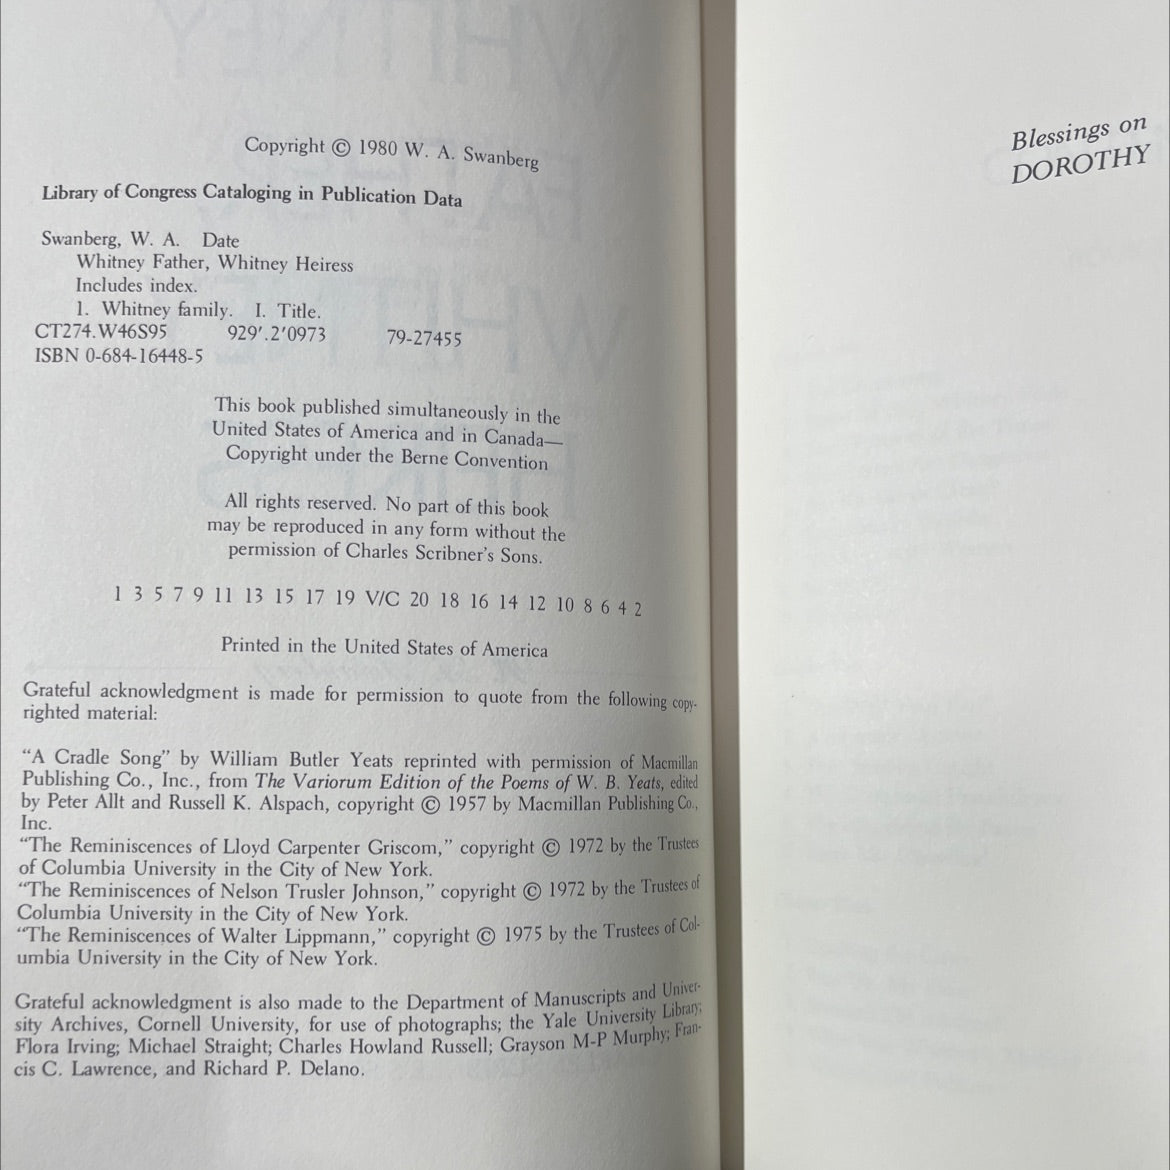 Copyright © 1980 W. A. Swanberg
Library of Congress Cataloging in Publication Data
Swanberg, W. A. Date
Whitney Father, Whitney Heiress
Includes index.
1. Whitney family. I. Title.
CT274.W46S95 929′.2′0973 79-27455
ISBN 0-684-16448-5
This book published simultaneously in the
United States of America and in Canada—
Copyright under the Berne Convention
All rights reserved. No part of this book
may be reproduced in any form without the
permission of Charles Scribner's Sons.
1 3 5 7 9 11 13 15 17 19 V/C 20 18 16 14 12 10 8 6 4 2
Printed in the United States of America
Grateful acknowledgment is made for permission to quote from the following copy-
righted material:
“A Cradle Song” by William Butler Yeats reprinted with permission of Macmillan
Publishing Co., Inc., from The Variorum Edition of the Poems of W. B. Yeats, edited
by Peter Allt and Russell K. Alspach, copyright © 1957 by Macmillan Publishing Co.,
Inc.
“The Reminiscences of Lloyd Carpenter Griscom,” copyright © 1972 by the Trustees
of Columbia University in the City of New York.
“The Reminiscences of Nelson Trusler Johnson,” copyright © 1972 by the Trustees of
Columbia University in the City of New York.
“The Reminiscences of Walter Lippmann,” copyright © 1975 by the Trustees of Col-
umbia University in the City of New York.
Grateful acknowledgment is also made to the Department of Manuscripts and Univer-
sity Archives, Cornell University, for use of photographs; the Yale University Library;
Flora Irving; Michael Straight; Charles Howland Russell; Grayson M-P Murphy; Fran-
cis C. Lawrence, and Richard P. Delano.
Blessings on
DOROTHY